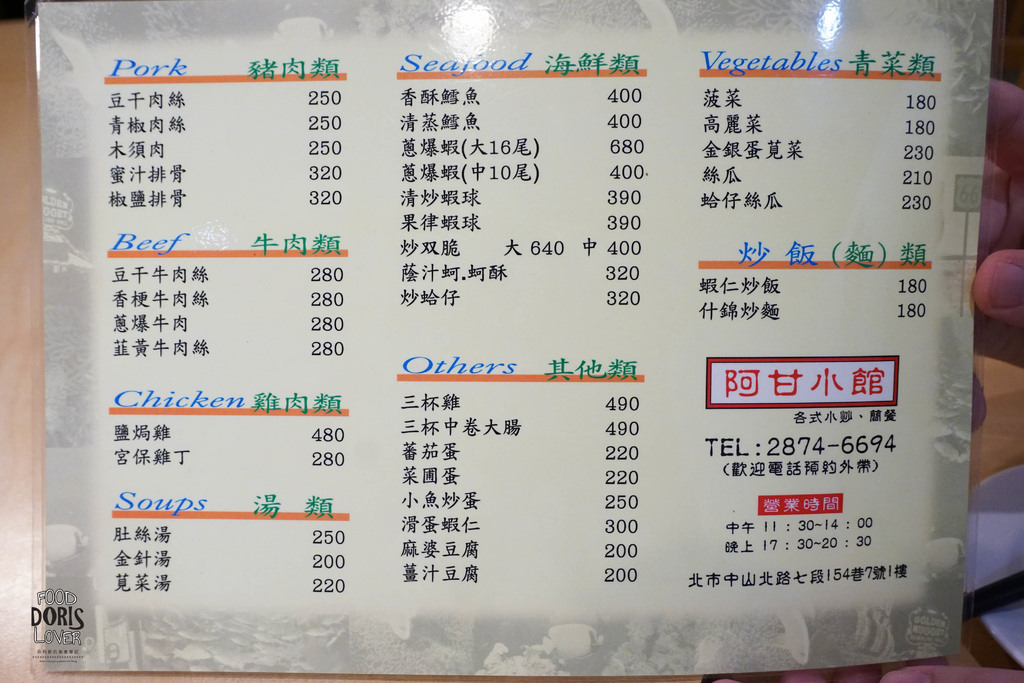 Pork 豬肉類
豆干肉絲 250
青椒肉絲 250
木須肉 250
蜜汁排骨 320
椒鹽排骨 320
Beef 牛肉類
豆干牛肉絲 280
香梗牛肉絲 280
蔥爆牛肉 280
韮黃牛肉絲 280
Chicken 雞肉類
鹽焗雞 480
宮保雞丁 280
Soups 湯 類
肚絲湯 250
金針湯 200
莧菜湯 220
Seafood 海鮮類
香酥鱈魚 400
清蒸鱈魚 400
蔥爆蝦(大16尾) 680
蔥爆蝦(中10尾) 400
清炒蝦球 390
果律蝦球 390
炒双脆 大 640 中 400
蔭汁蚵.蚵酥 320
炒蛤仔 320
Others 其他類
三杯雞 490
三杯中卷大腸 490
蕃茄蛋 220
菜圃蛋 220
小魚炒蛋 250
滑蛋蝦仁 300
麻婆豆腐 200
薑汁豆腐 200
Vegetables 青菜類
菠菜 180
高麗菜 180
金銀蛋莧菜 230
絲瓜 210
蛤仔絲瓜 230
炒 飯(麵)類
蝦仁炒飯 180
什錦炒麵 180
阿甘小館
各式小炒、簡餐
TEL:2874-6694
(歡迎電話預約外帶)
營業時間
中午 11:30~14:00
晚上 17:30~20:30
北市中山北路七段154巷7號1樓
FOOD
DORIS
LOVER